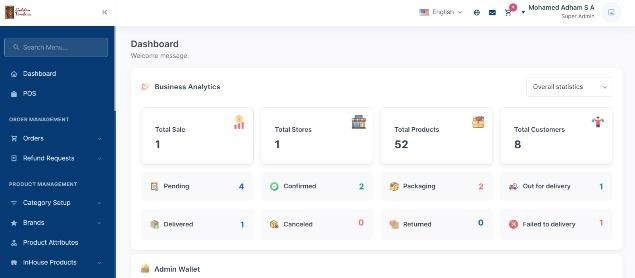 English
Mohamed Adham S A
Super Admin
Search Menu...
Dashboard
POS
ORDER MANAGEMENT
Orders
Refund Requests
PRODUCT MANAGEMENT
Category Setup
Brands
Product Attributes
InHouse Products
Dashboard
Welcome message.
Business Analytics
Overall statistics
Total Sale
1
Total Stores
1
Total Products
52
Total Customers
8
Pending 4
Confirmed 2
Packaging 2
Out for delivery 1
Delivered 1
Canceled 0
Returned 0
Failed to delivery 1
Admin Wallet